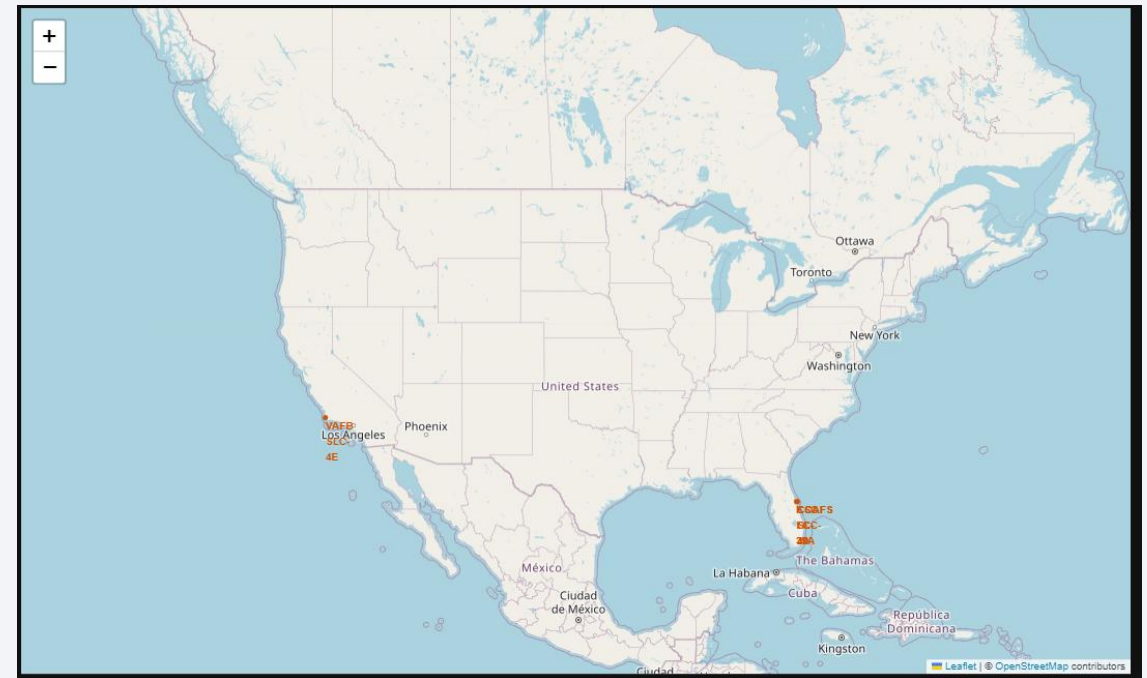 +
−
Ottawa
Toronto
New York
Washington
United States
VAFB
Los Angeles
Phoenix
SLC-
4E
The Bahamas
México
La Habana
Ciudad
de México
Cuba
República
Dominicana
Kingston
Ciudad
Leaflet | © OpenStreetMap contributors